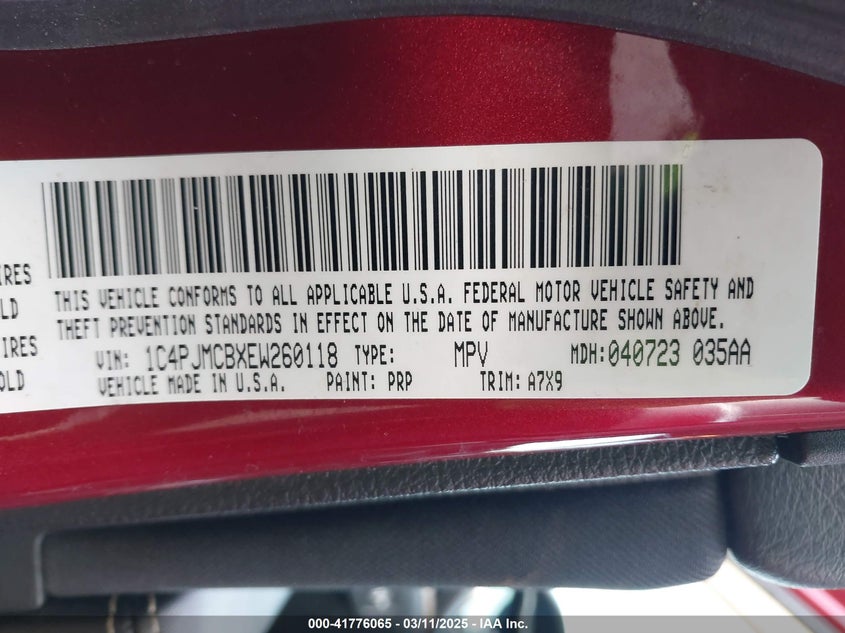 THIS VEHICLE CONFORMS TO ALL APPLICABLE U.S.A. FEDERAL MOTOR VEHICLE SAFETY AND
THEFT PREVENTION STANDARDS IN EFFECT ON THE DATE OF MANUFACTURE SHOWN ABOVE.
VIN: 1C4PJMCBXEW260118 TYPE: MPV MDH:040723 035AA
VEHICLE MADE IN U.S.A. PAINT: PRP TRIM: A7X9
IRES
OLD
IRES
OLD
000-41776065 - 03/11/2025 - IAA Inc.